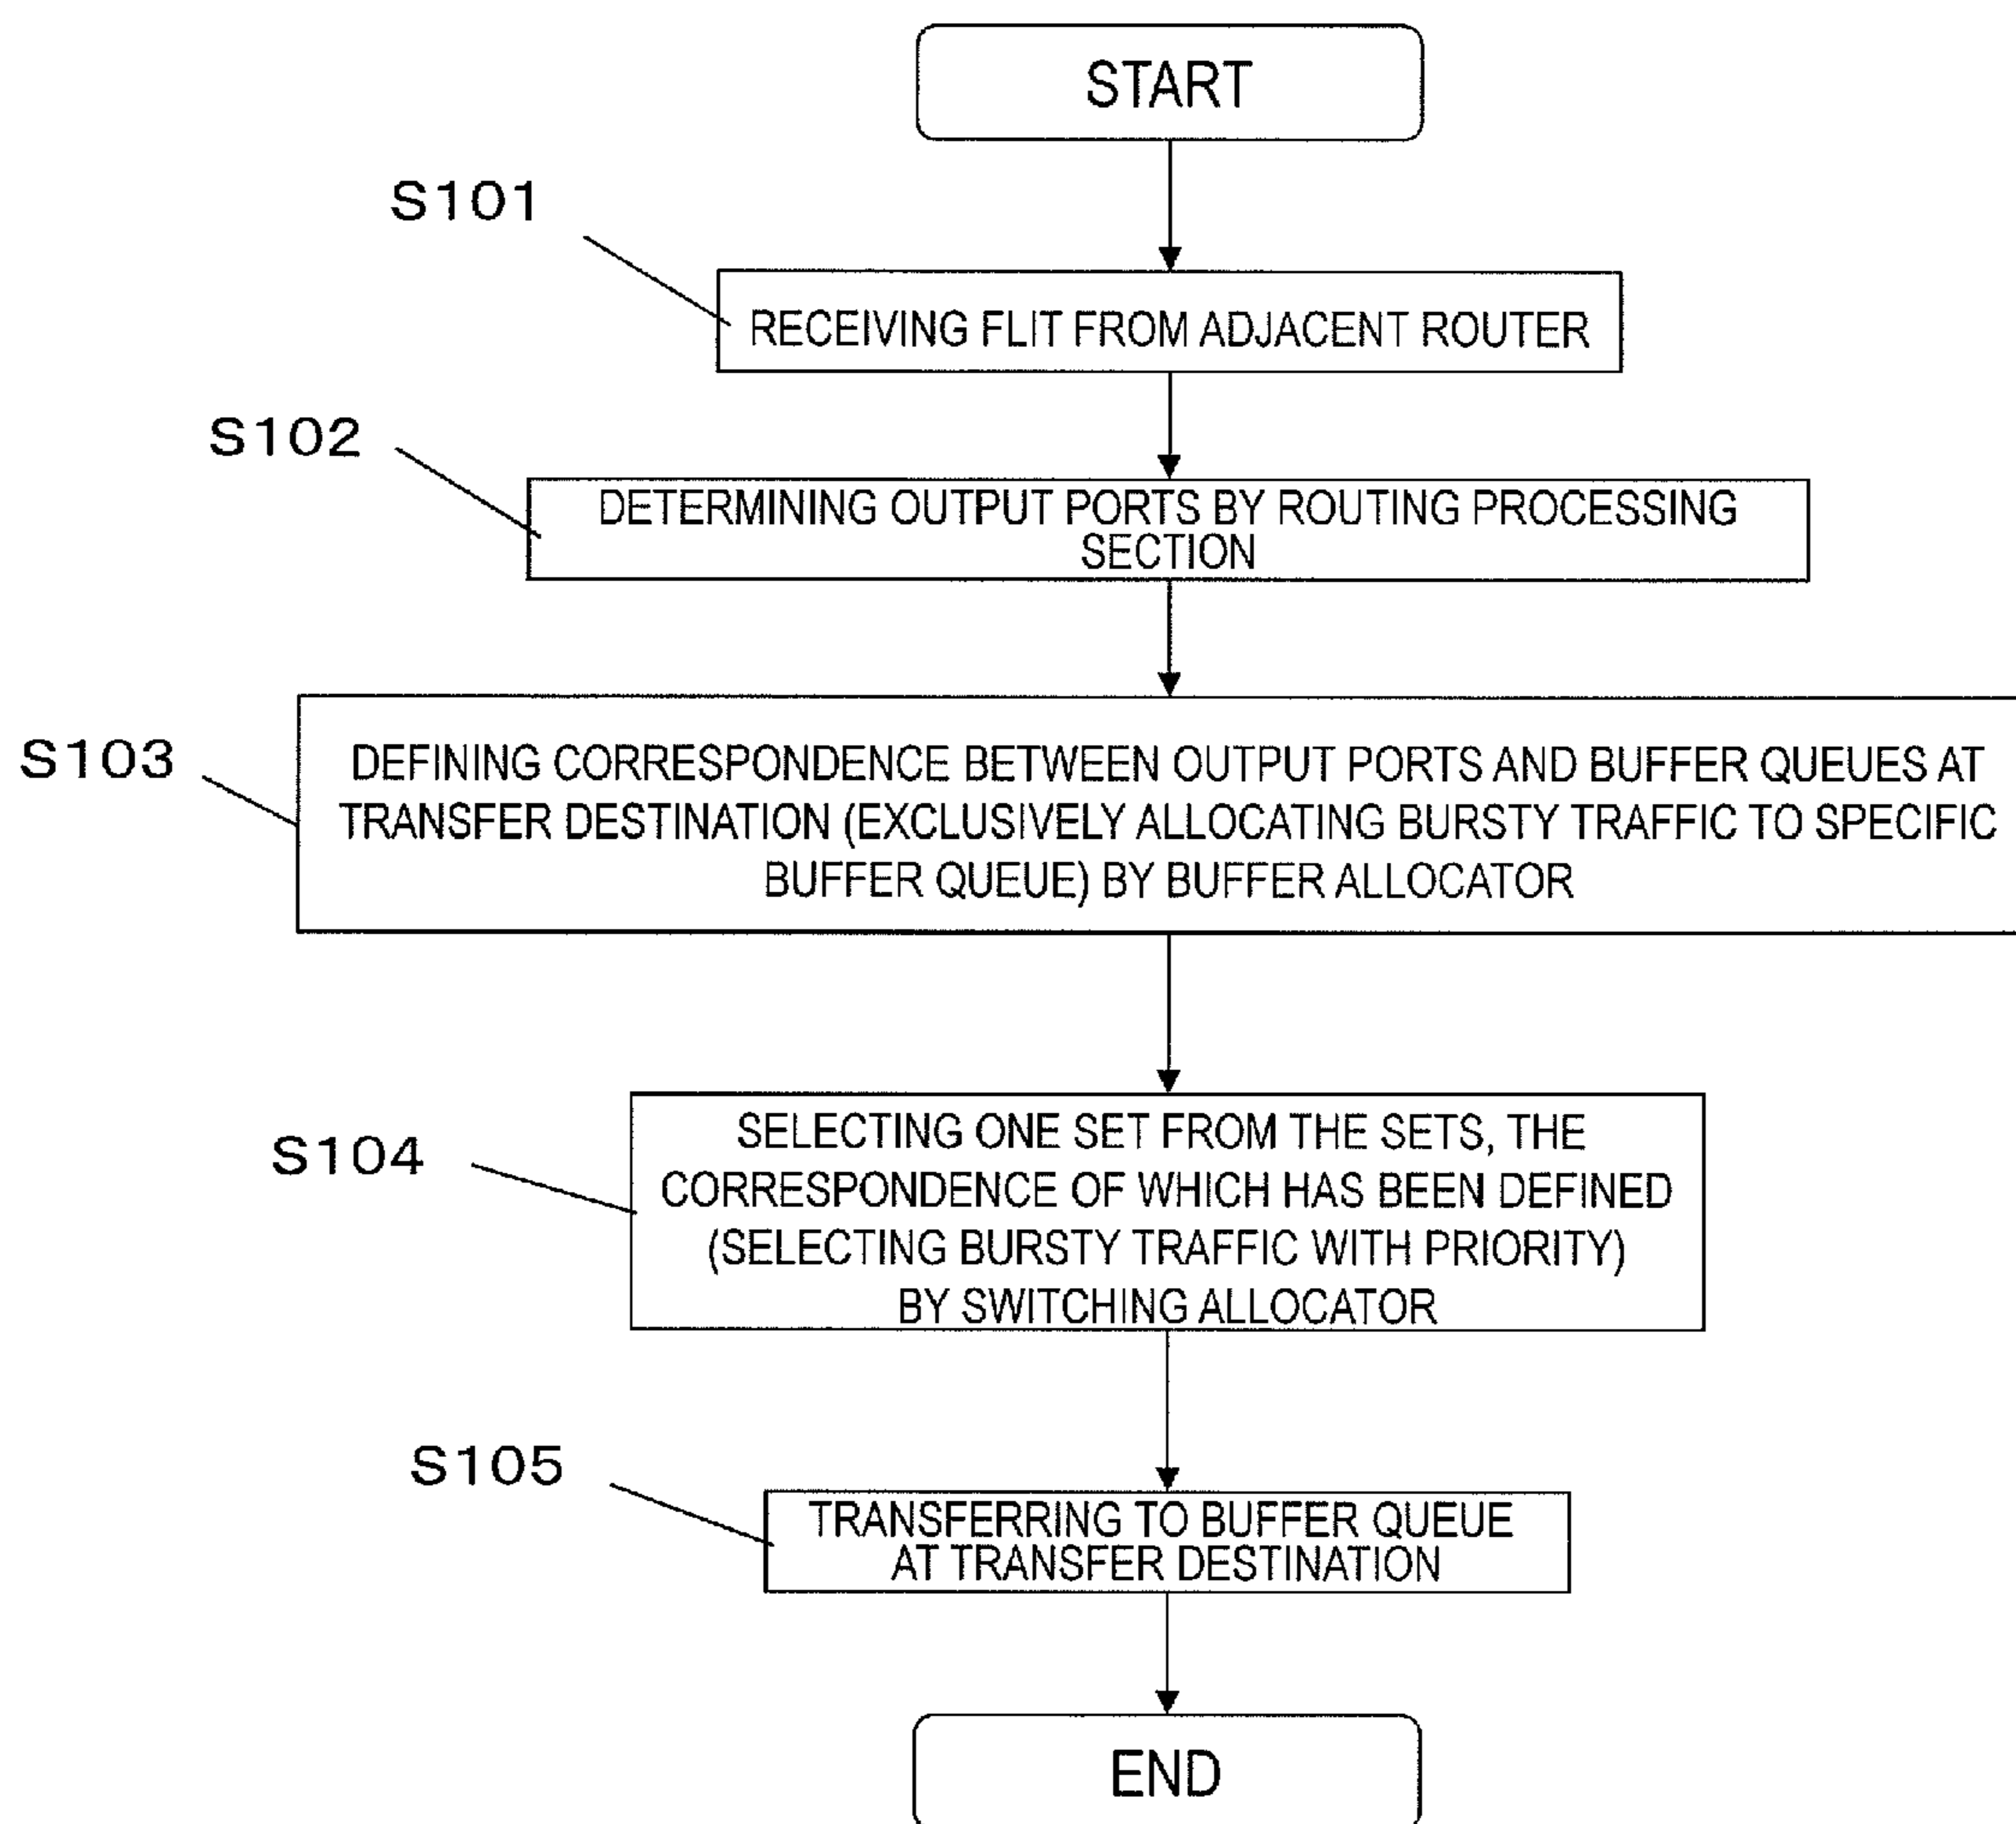 START
S101
RECEIVING FLIT FROM ADJACENT ROUTER
S102
DETERMINING OUTPUT PORTS BY ROUTING PROCESSING
SECTION
S103
DEFINING CORRESPONDENCE BETWEEN OUTPUT PORTS AND BUFFER QUEUES AT
TRANSFER DESTINATION (EXCLUSIVELY ALLOCATING BURSTY TRAFFIC TO SPECIFIC
BUFFER QUEUE) BY BUFFER ALLOCATOR
S104
SELECTING ONE SET FROM THE SETS, THE
CORRESPONDENCE OF WHICH HAS BEEN DEFINED
(SELECTING BURSTY TRAFFIC WITH PRIORITY)
BY SWITCHING ALLOCATOR
S105
TRANSFERRING TO BUFFER QUEUE
AT TRANSFER DESTINATION
END